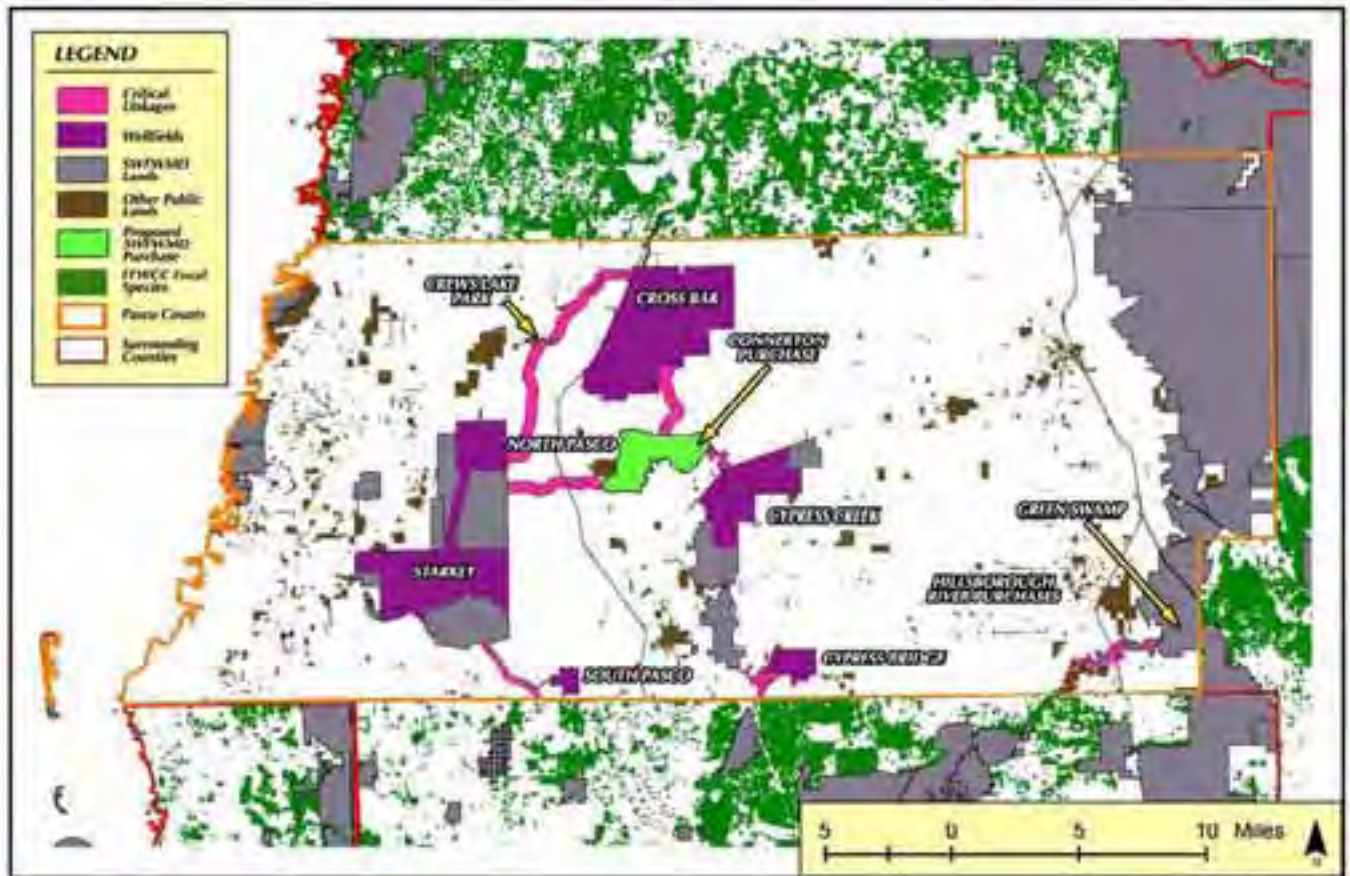 LEGEND
Critical
Linkages
Wellfields
SWFWMD
Lands
Other Public
Lands
Proposed
SWFWMD
Purchase
FFWCC Focal
Species
Pasco County
Surrounding
Counties
CREWS LAKE
PARK
CROSS BAR
CONNERTON
PURCHASE
NORTH PASCO
CYPRESS CREEK
GREEN SWAMP
STARKEY
HILLSBOROUGH
RIVER PURCHASES
SOUTH PASCO
CYPRESS BRIDGE
5 0 5 10 Miles